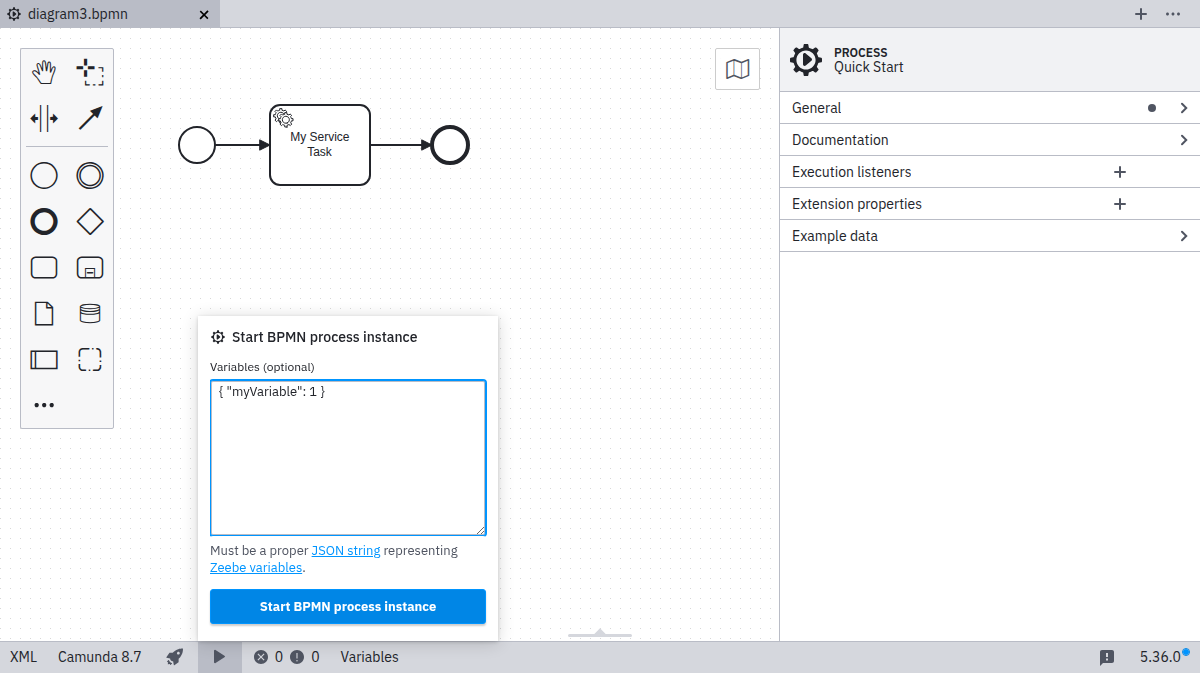 diagram3.bpmn
PROCESS
Quick Start
General
Documentation
Execution listeners
Extension properties
Example data
My Service
Task
Start BPMN process instance
Variables (optional)
{ "myVariable": 1 }
Must be a proper JSON string representing
Zeebe variables.
Start BPMN process instance
XML Camunda 8.7 0 0 Variables 5.36.0